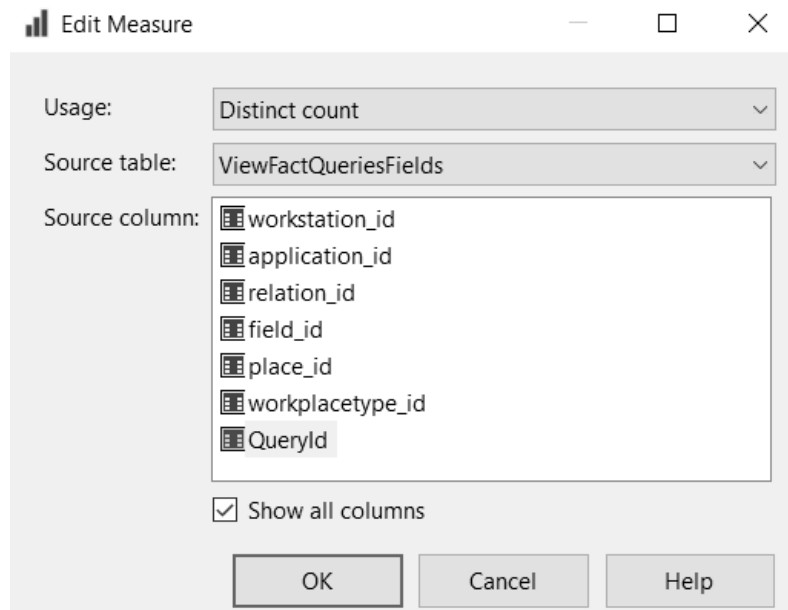 Edit Measure
Usage: Distinct count
Source table: ViewFactQueriesFields
Source column: workstation_id
application_id
relation_id
field_id
place_id
workplacetype_id
QueryId
Show all columns
OK Cancel Help